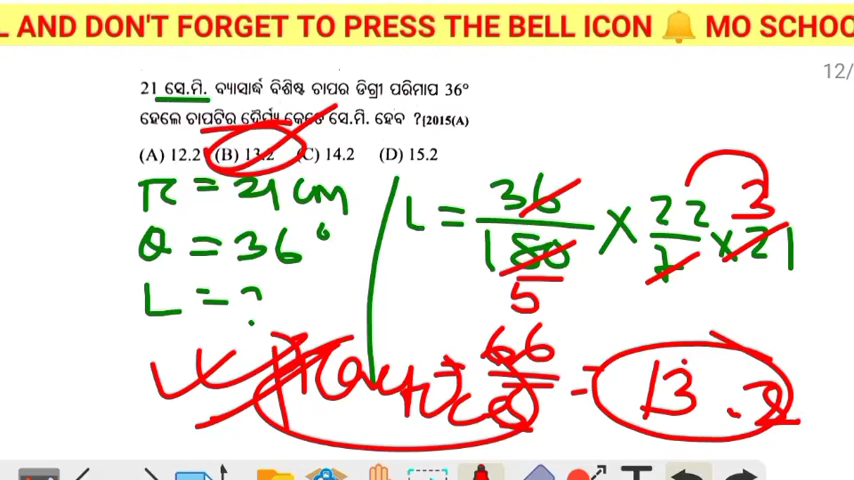 L AND DON'T FORGET TO PRESS THE BELL ICON 🔔 MO SCHOO
12/
21 ସେ.ମି. ବ୍ୟାସାର୍ଦ୍ଧ ବିଶିଷ୍ଟ ଚାପର ଡିଗ୍ରୀ ପରିମାପ 36°
ହେଲେ ଚାପଟିର ଦୈର୍ଘ୍ୟ କେତେ ସେ.ମି. ହେବ ?[2015(A)
(A) 12.2 (B) 13.2 (C) 14.2 (D) 15.2
r = 21 cm
θ = 36°
L = ?
L = 36/180 × 22/7 × 21
3
5
= 66/5 = 13.2